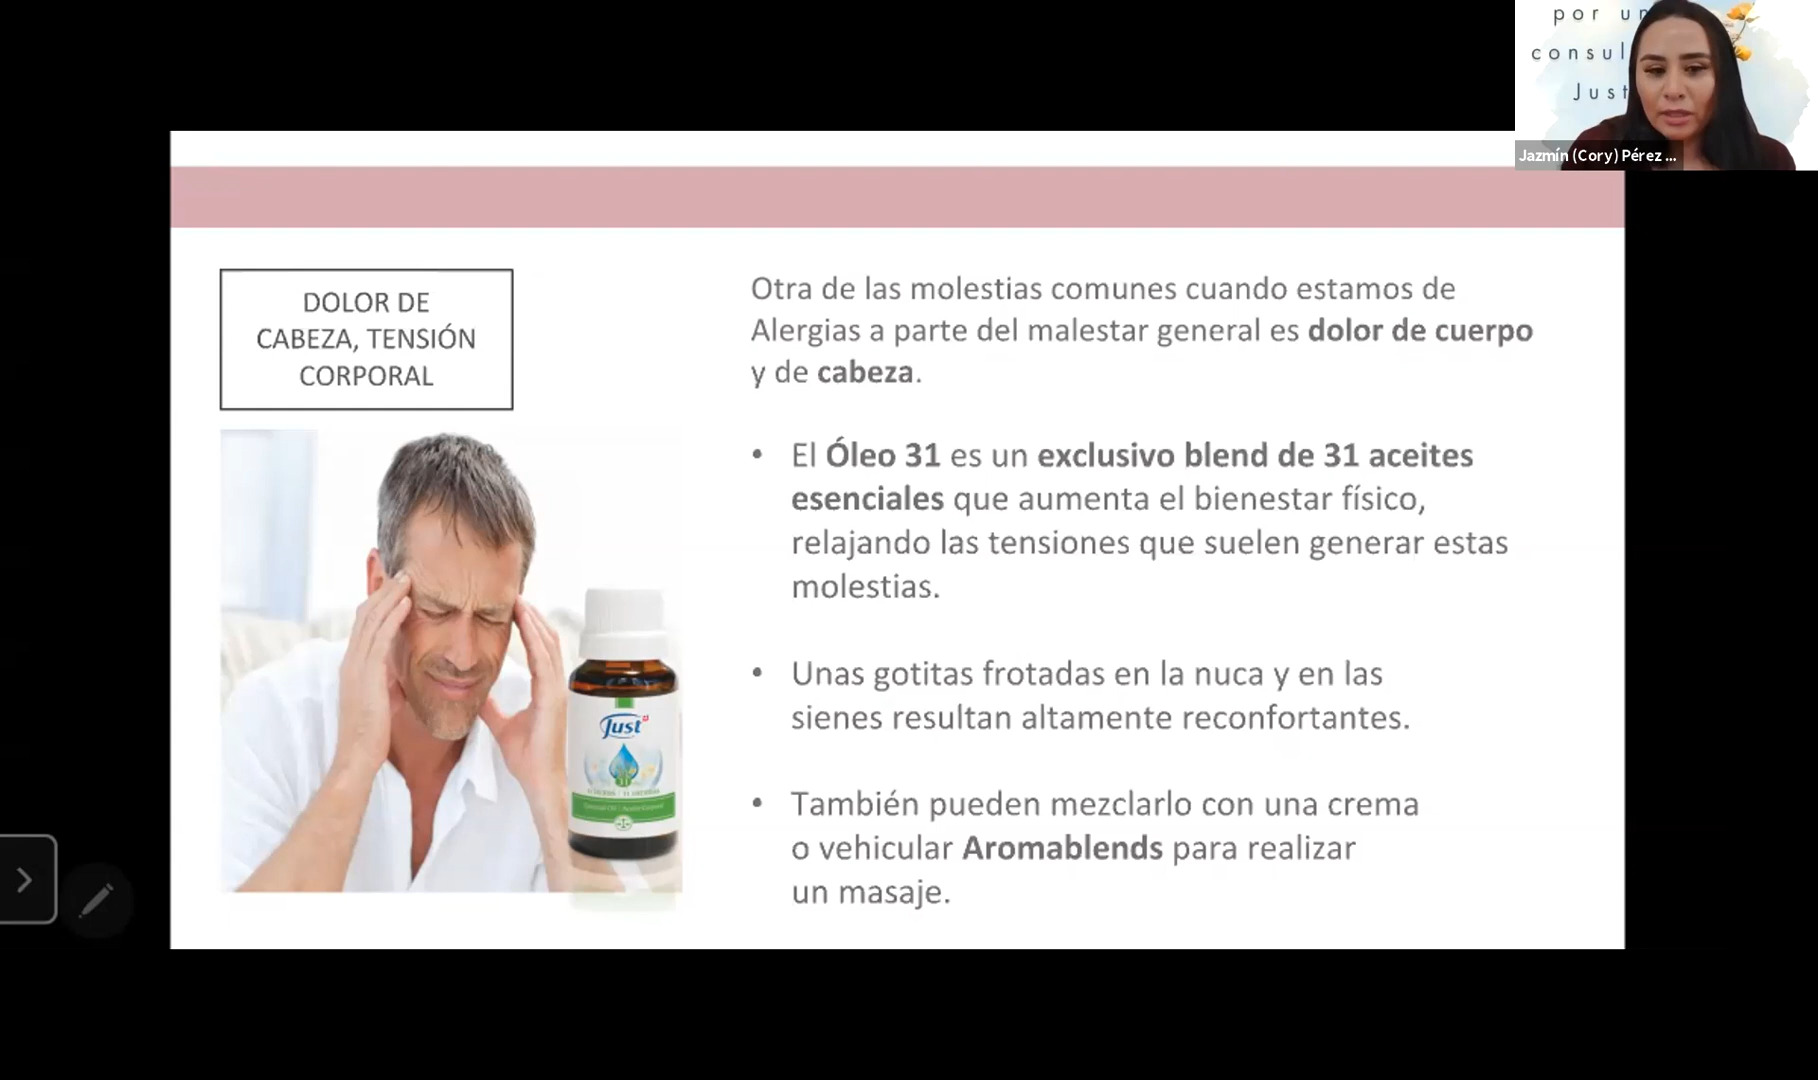 por un
consul
Just
Jazmín (Cory) Pérez ...
DOLOR DE
CABEZA, TENSIÓN
CORPORAL
Otra de las molestias comunes cuando estamos de
Alergias a parte del malestar general es dolor de cuerpo
y de cabeza.
• El Óleo 31 es un exclusivo blend de 31 aceites
esenciales que aumenta el bienestar físico,
relajando las tensiones que suelen generar estas
molestias.
• Unas gotitas frotadas en la nuca y en las
sienes resultan altamente reconfortantes.
• También pueden mezclarlo con una crema
o vehicular Aromablends para realizar
un masaje.
Just
31